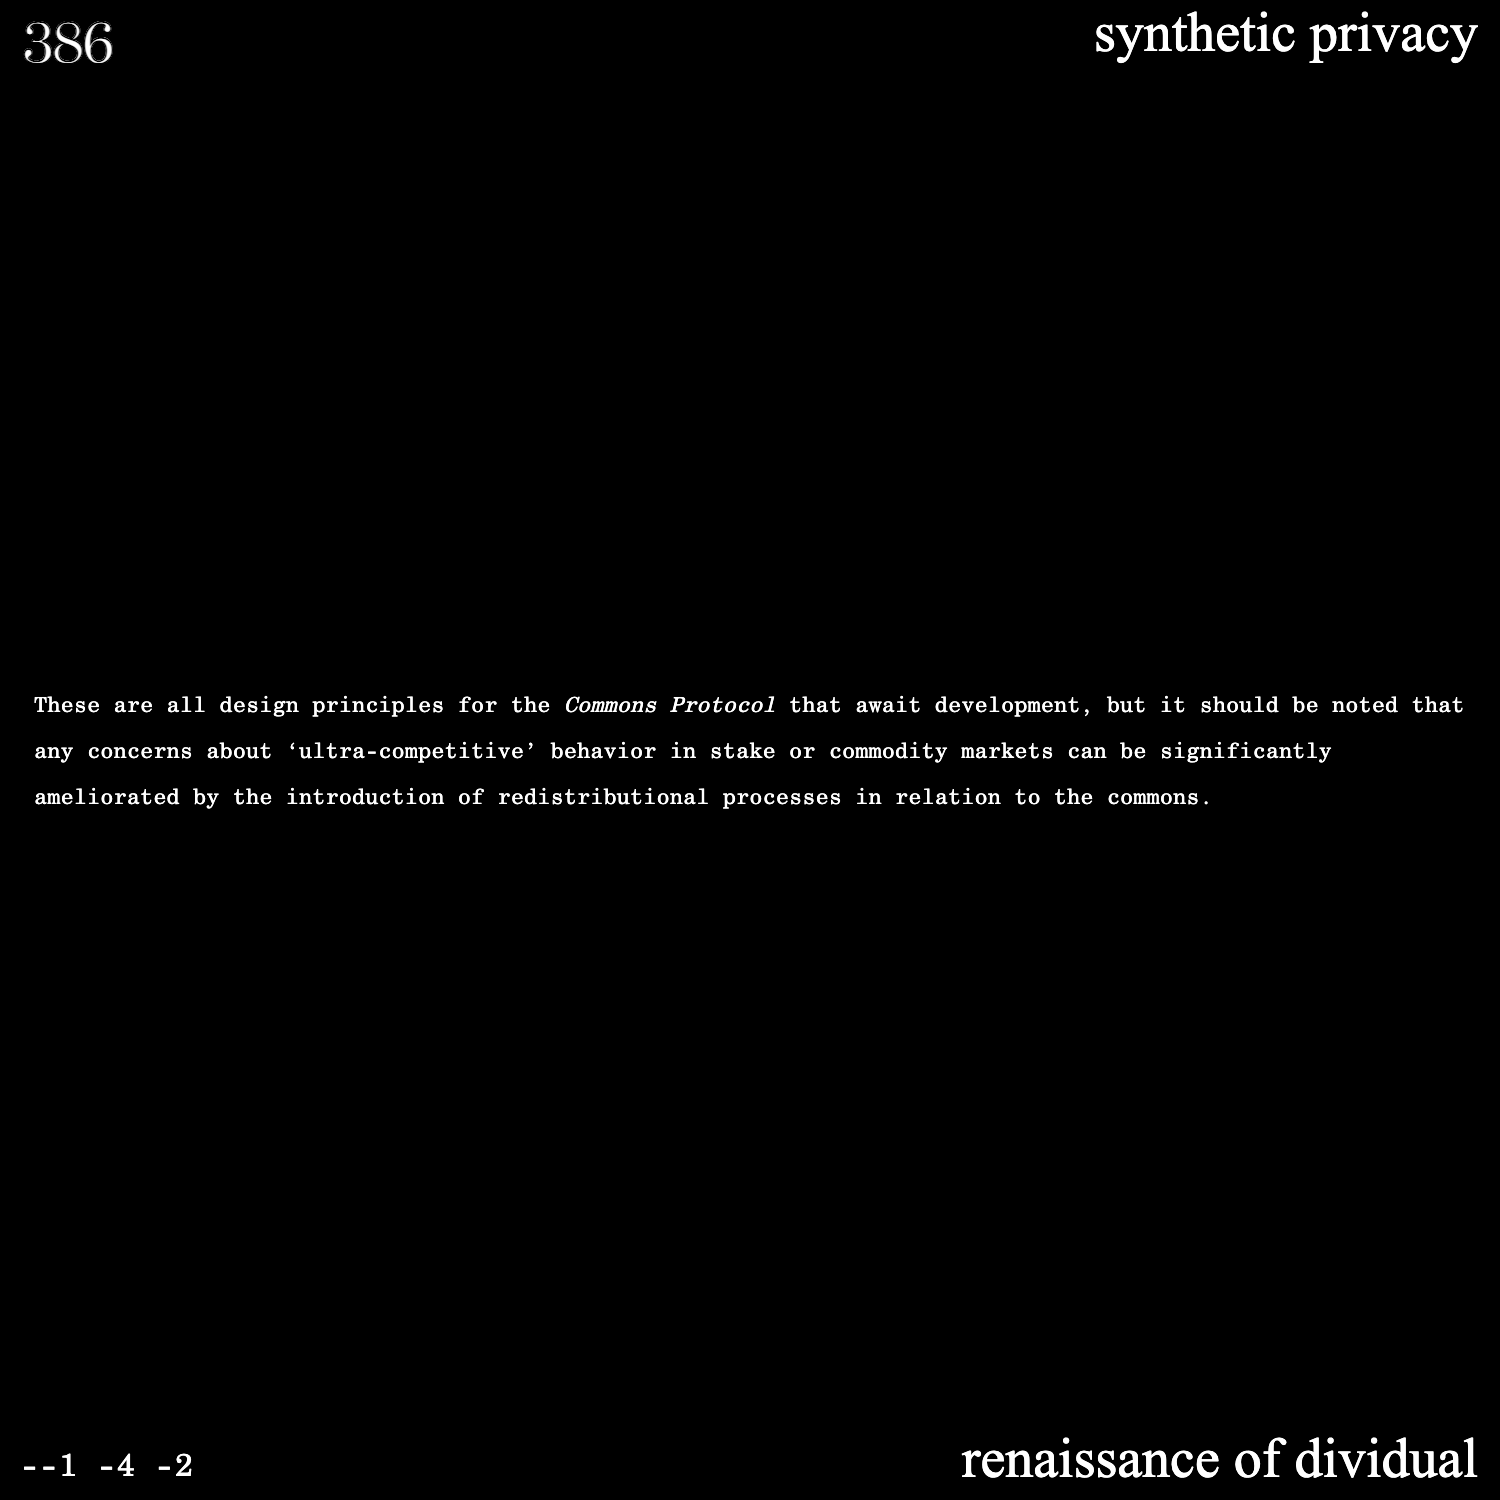 386
synthetic privacy
These are all design principles for the Commons Protocol that await development, but it should be noted that
any concerns about ‘ultra-competitive’ behavior in stake or commodity markets can be significantly
ameliorated by the introduction of redistributional processes in relation to the commons.
--1 -4 -2
renaissance of dividual